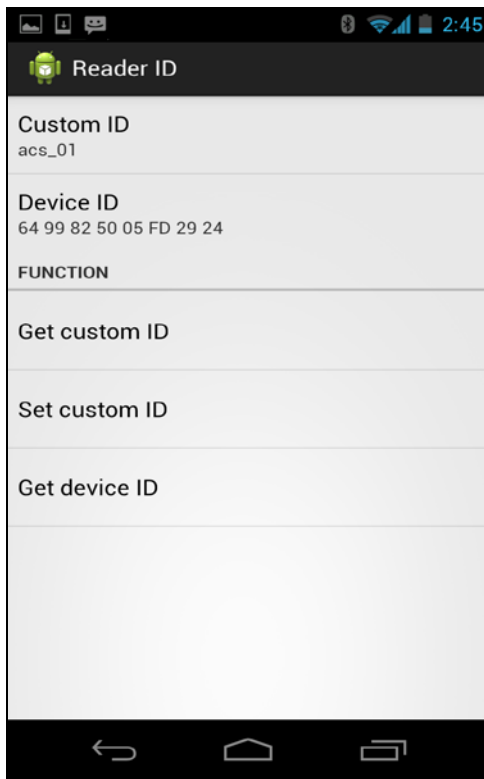 2:45
Reader ID
Custom ID
acs_01
Device ID
64 99 82 50 05 FD 29 24
FUNCTION
Get custom ID
Set custom ID
Get device ID